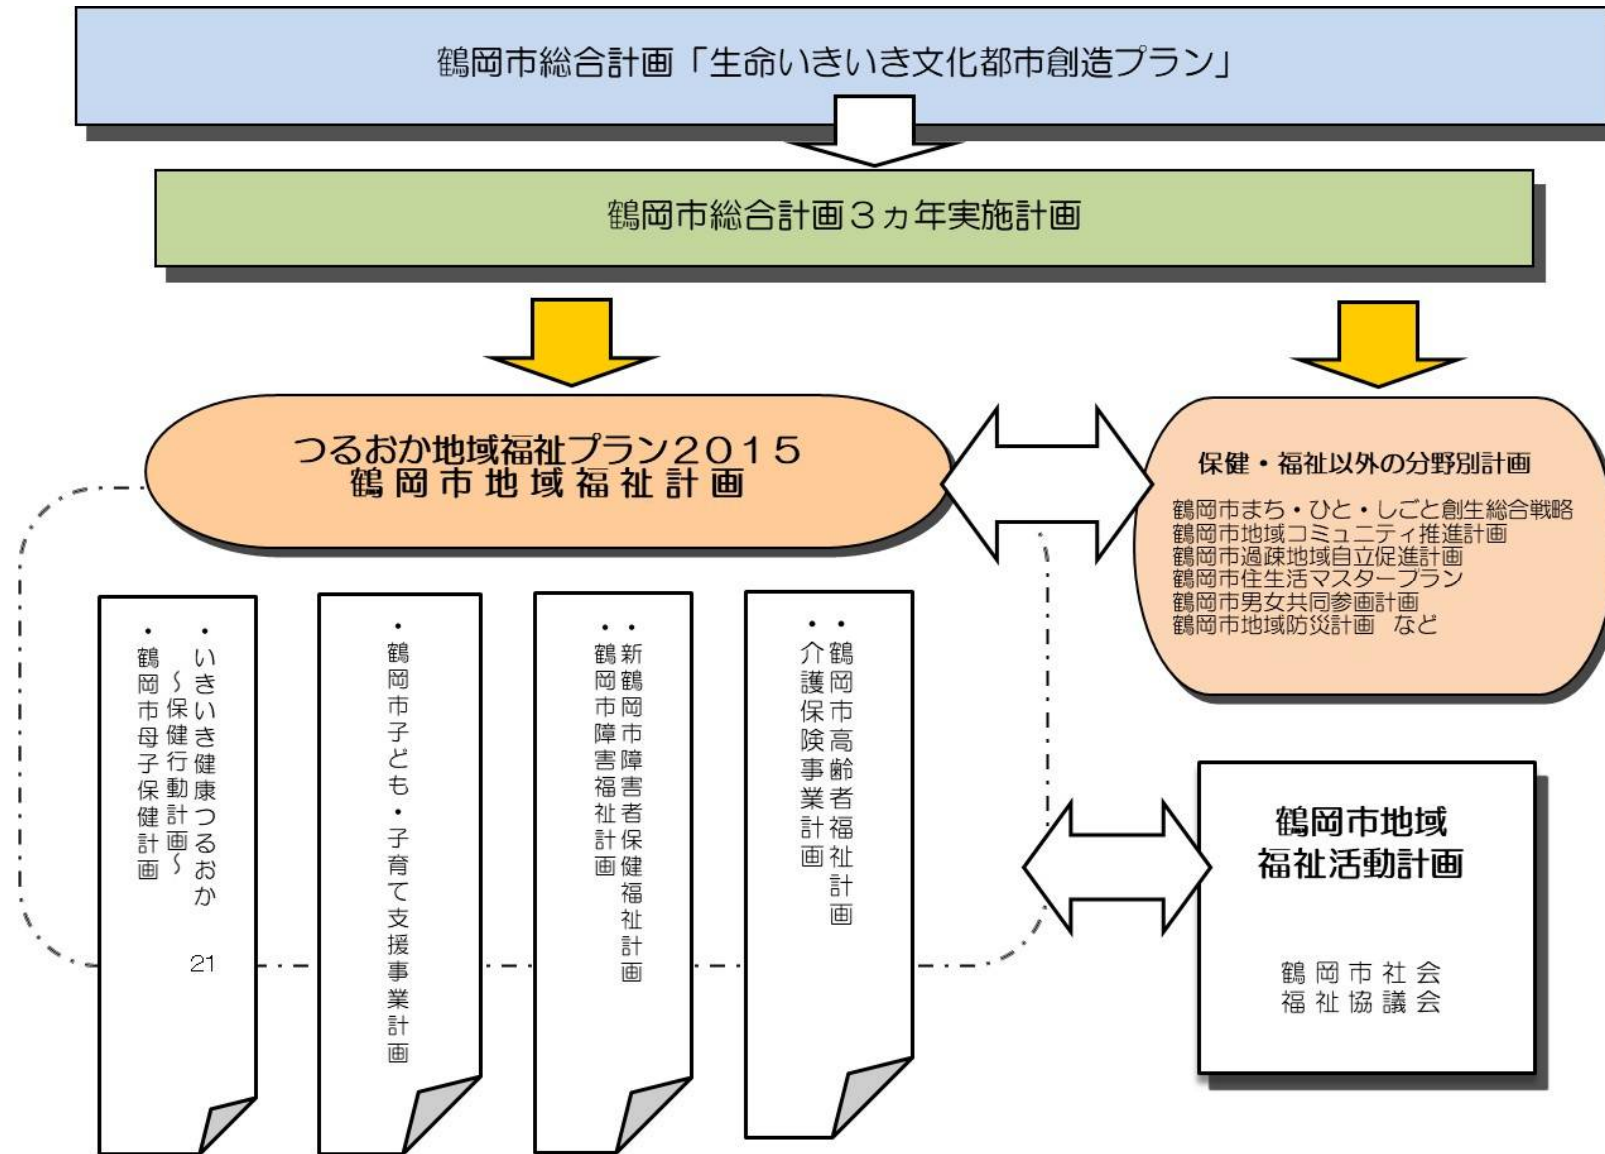 鶴岡市総合計画「生命いきいき文化都市創造プラン」
鶴岡市総合計画３ヵ年実施計画
つるおか地域福祉プラン２０１５
鶴岡市地域福祉計画
保健・福祉以外の分野別計画
鶴岡市まち・ひと・しごと創生総合戦略
鶴岡市地域コミュニティ推進計画
鶴岡市過疎地域自立促進計画
鶴岡市住生活マスタープラン
鶴岡市男女共同参画計画
鶴岡市地域防災計画 など
・いきいき健康つるおか 21
～保健行動計画～
・鶴岡市母子保健計画
・鶴岡市子ども・子育て支援事業計画
・新鶴岡市障害者保健福祉計画
・鶴岡市障害福祉計画
・鶴岡市高齢者福祉計画
・介護保険事業計画
鶴岡市地域
福祉活動計画
鶴岡市社会
福祉協議会